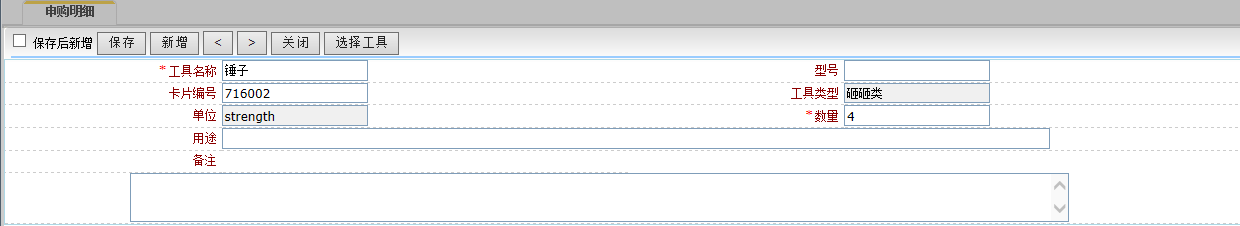 申购明细
保存后新增 保存 新增 < > 关闭 选择工具
*工具名称 锤子 型号
卡片编号 716002 工具类型 砸砸类
单位 strength *数量 4
用途
备注